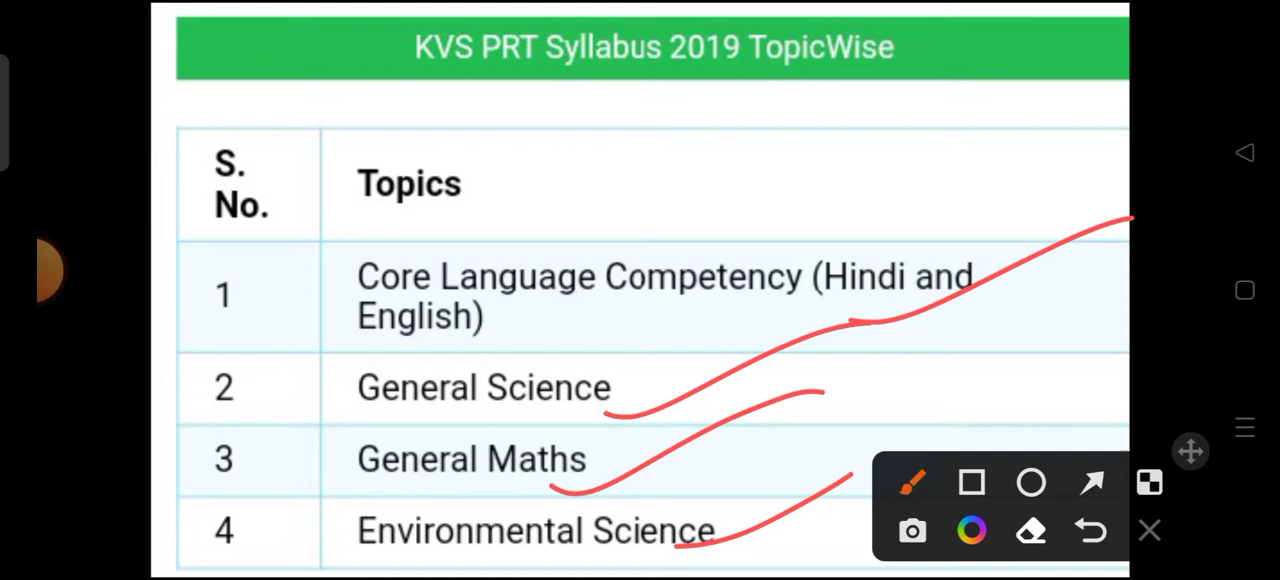 KVS PRT Syllabus 2019 TopicWise
S.
No.
Topics
1
Core Language Competency (Hindi and
English)
2
General Science
3
General Maths
4
Environmental Science